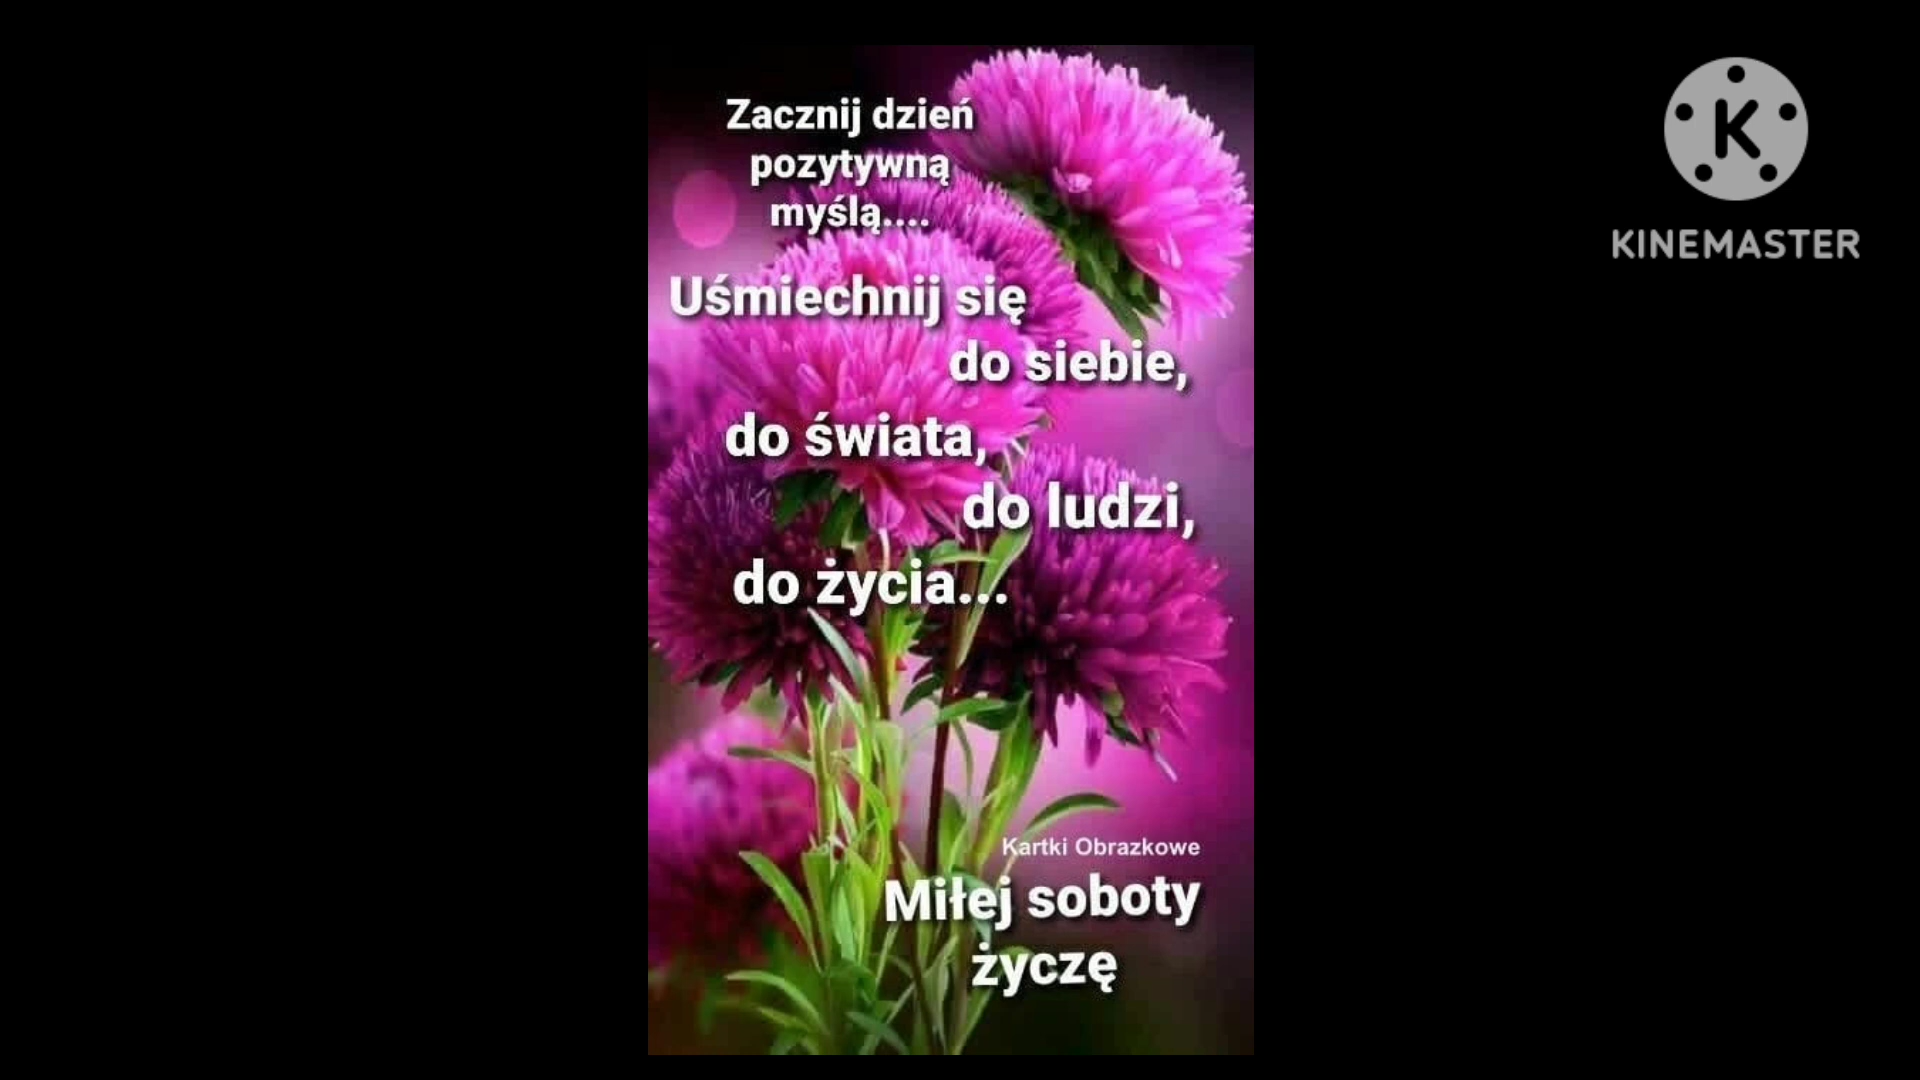 Zacznij dzień
pozytywną
myślą....
Uśmiechnij się
do siebie,
do świata,
do ludzi,
do życia...
Kartki Obrazkowe
Miłej soboty
życzę
K
KINEMASTER